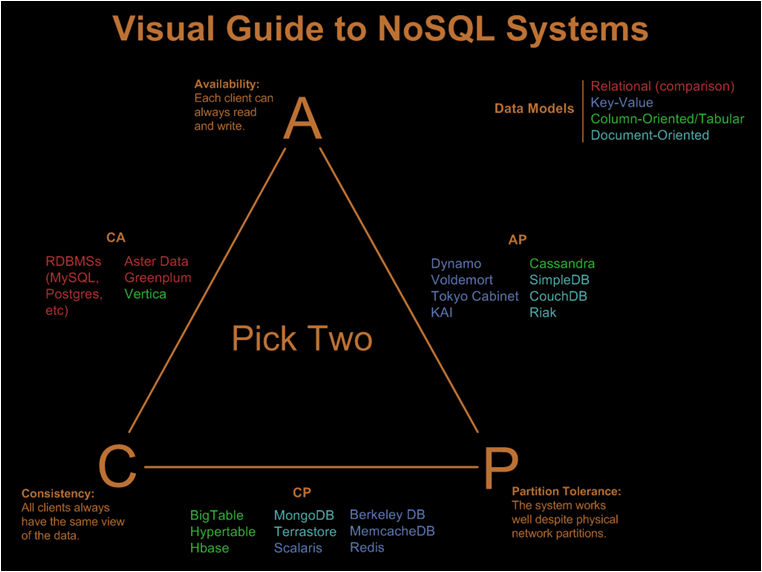 Visual Guide to NoSQL Systems
Availability:
Each client can
always read
and write.
A
Data Models
Relational (comparison)
Key-Value
Column-Oriented/Tabular
Document-Oriented
CA
RDBMSs
(MySQL,
Postgres,
etc)
Aster Data
Greenplum
Vertica
AP
Dynamo
Voldemort
Tokyo Cabinet
KAI
Cassandra
SimpleDB
CouchDB
Riak
Pick Two
C
Consistency:
All clients always
have the same view
of the data.
CP
BigTable
Hypertable
Hbase
MongoDB
Terrastore
Scalaris
Berkeley DB
MemcacheDB
Redis
P
Partition Tolerance:
The system works
well despite physical
network partitions.